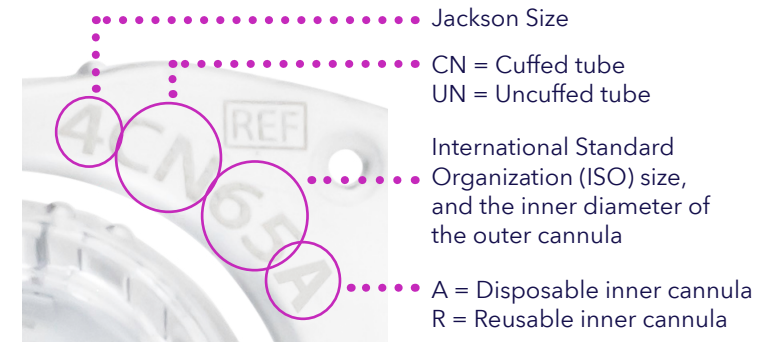 Jackson Size
CN = Cuffed tube
UN = Uncuffed tube
REF
4CN65A
International Standard
Organization (ISO) size,
and the inner diameter of
the outer cannula
A = Disposable inner cannula
R = Reusable inner cannula